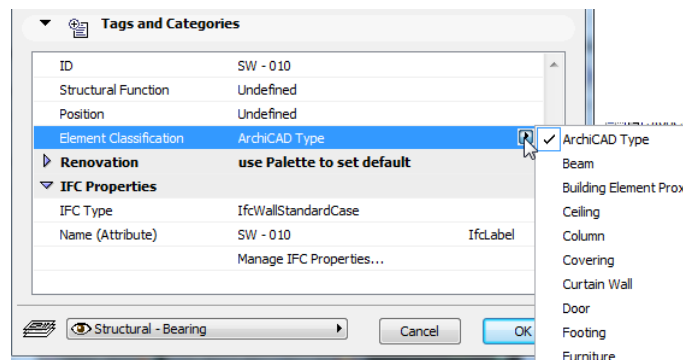 Tags and Categories
ID SW - 010
Structural Function Undefined
Position Undefined
Element Classification ArchiCAD Type
Renovation use Palette to set default
IFC Properties
IFC Type IfcWallStandardCase
Name (Attribute) SW - 010 IfcLabel
Manage IFC Properties...
Structural - Bearing Cancel OK
ArchiCAD Type
Beam
Building Element Prox
Ceiling
Column
Covering
Curtain Wall
Door
Footing
Furniture